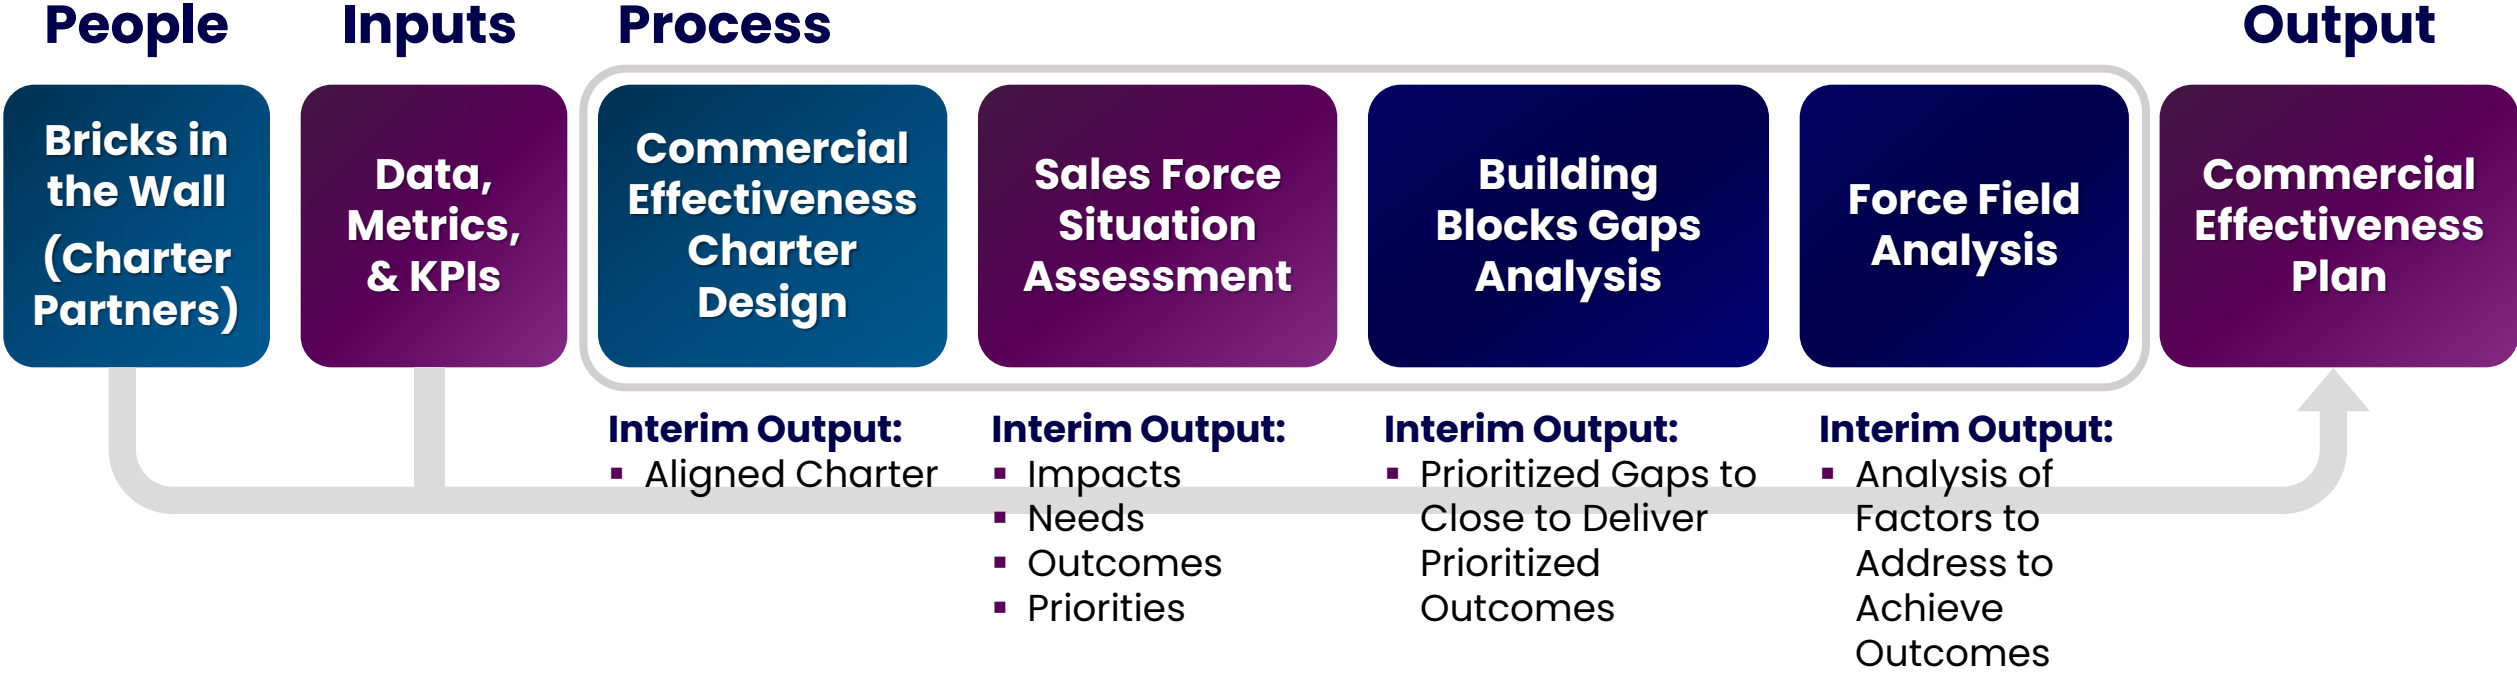 People
Inputs
Process
Output
Bricks in
the Wall
(Charter
Partners)
Data,
Metrics,
& KPIs
Commercial
Effectiveness
Charter
Design
Sales Force
Situation
Assessment
Building
Blocks Gaps
Analysis
Force Field
Analysis
Commercial
Effectiveness
Plan
Interim Output:
▪ Aligned Charter
Interim Output:
▪ Impacts
▪ Needs
▪ Outcomes
▪ Priorities
Interim Output:
▪ Prioritized Gaps to
Close to Deliver
Prioritized
Outcomes
Interim Output:
▪ Analysis of
Factors to
Address to
Achieve
Outcomes